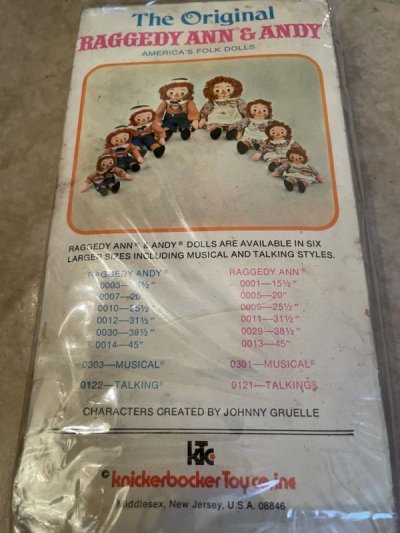 The Original
RAGGEDY ANN & ANDY
AMERICA'S FOLK DOLLS
RAGGEDY ANN® & ANDY® DOLLS ARE AVAILABLE IN SIX
LARGER SIZES INCLUDING MUSICAL AND TALKING STYLES.
RAGGEDY ANDY® RAGGEDY ANN®
0003—15½" 0001—15½"
0007—20" 0005—20"
0010—25½" 0009—25½"
0012—31½" 0011—31½"
0030—38½" 0029—38½"
0014—45" 0013—45"
0303—MUSICAL© 0301—MUSICAL©
0122—TALKING© 0121—TALKING©
CHARACTERS CREATED BY JOHNNY GRUELLE
KTC
© knickerbocker Toy co. inc
Middlesex, New Jersey, U.S.A. 08846